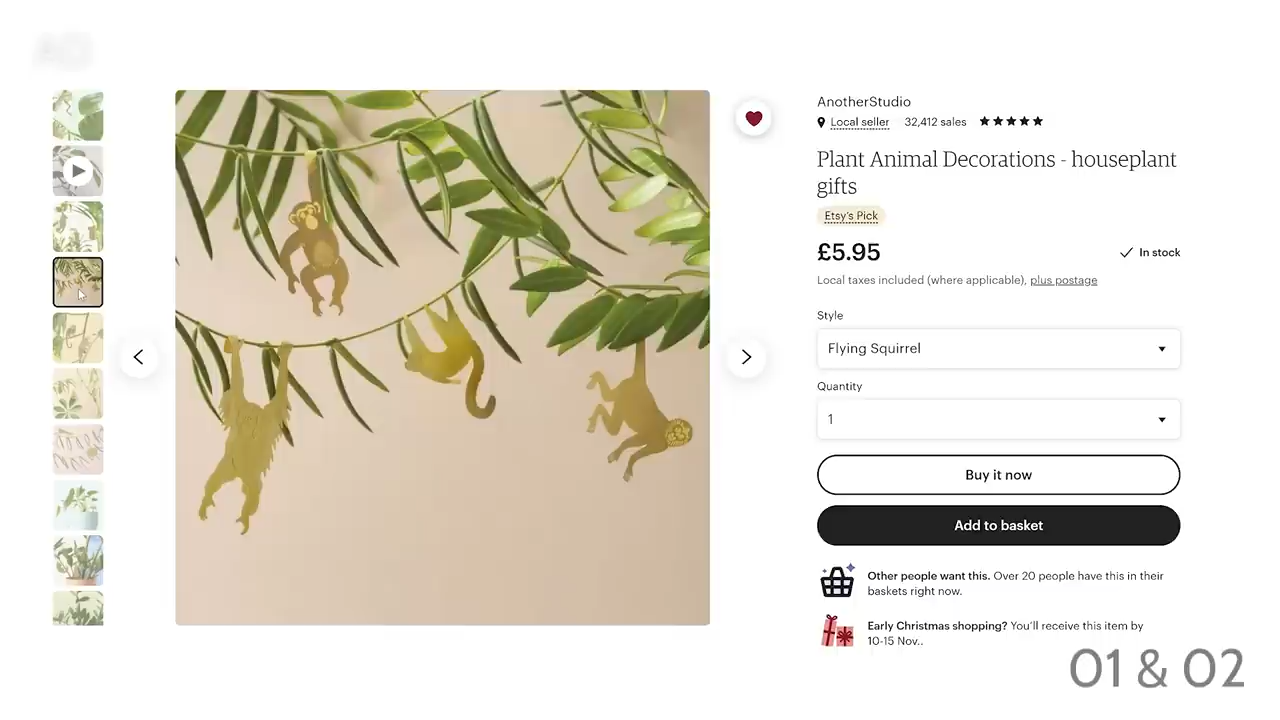 AnotherStudio
Local seller 32,412 sales
Plant Animal Decorations - houseplant
gifts
Etsy's Pick
£5.95
In stock
Local taxes included (where applicable), plus postage
Style
Flying Squirrel
Quantity
1
Buy it now
Add to basket
Other people want this. Over 20 people have this in their
baskets right now.
Early Christmas shopping? You'll receive this item by
10-15 Nov..
01 & 02